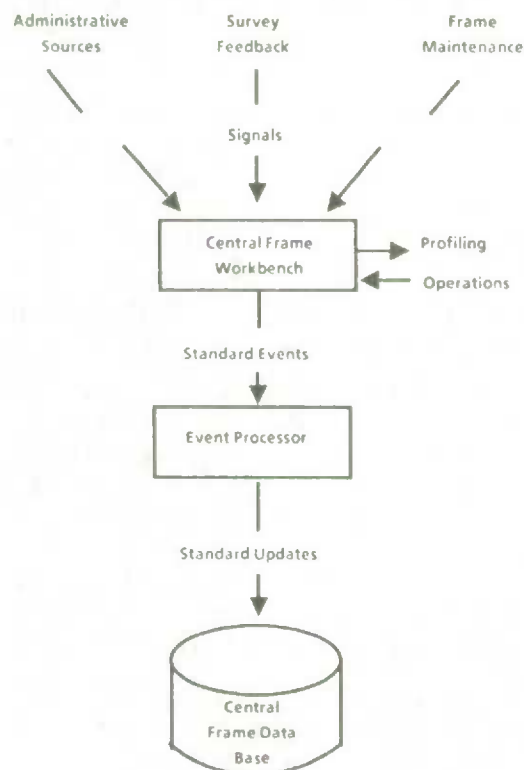 Administrative
Sources
Survey
Feedback
Frame
Maintenance
Signals
Central Frame
Workbench
Profiling
Operations
Standard Events
Event Processor
Standard Updates
Central
Frame Data
Base